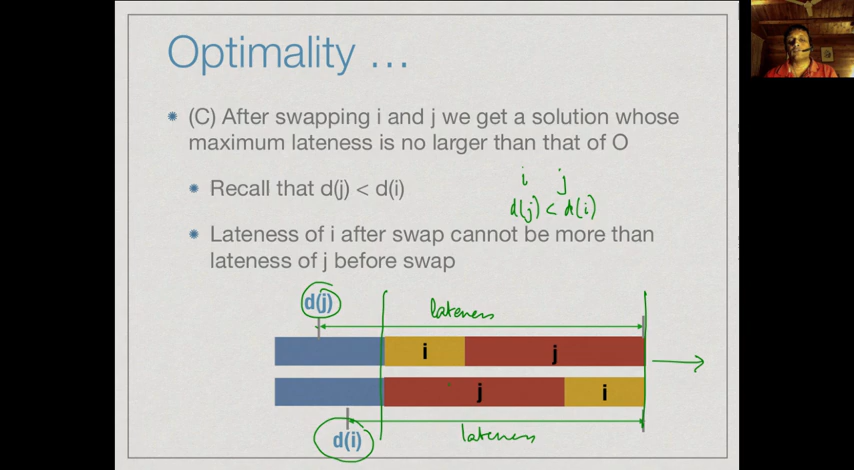 Optimality ...
(C) After swapping i and j we get a solution whose
maximum lateness is no larger than that of O
i j
Recall that d(j) < d(i)
d(j) < d(i)
Lateness of i after swap cannot be more than
lateness of j before swap
d(j)
lateness
i j
j i
d(i)
lateness